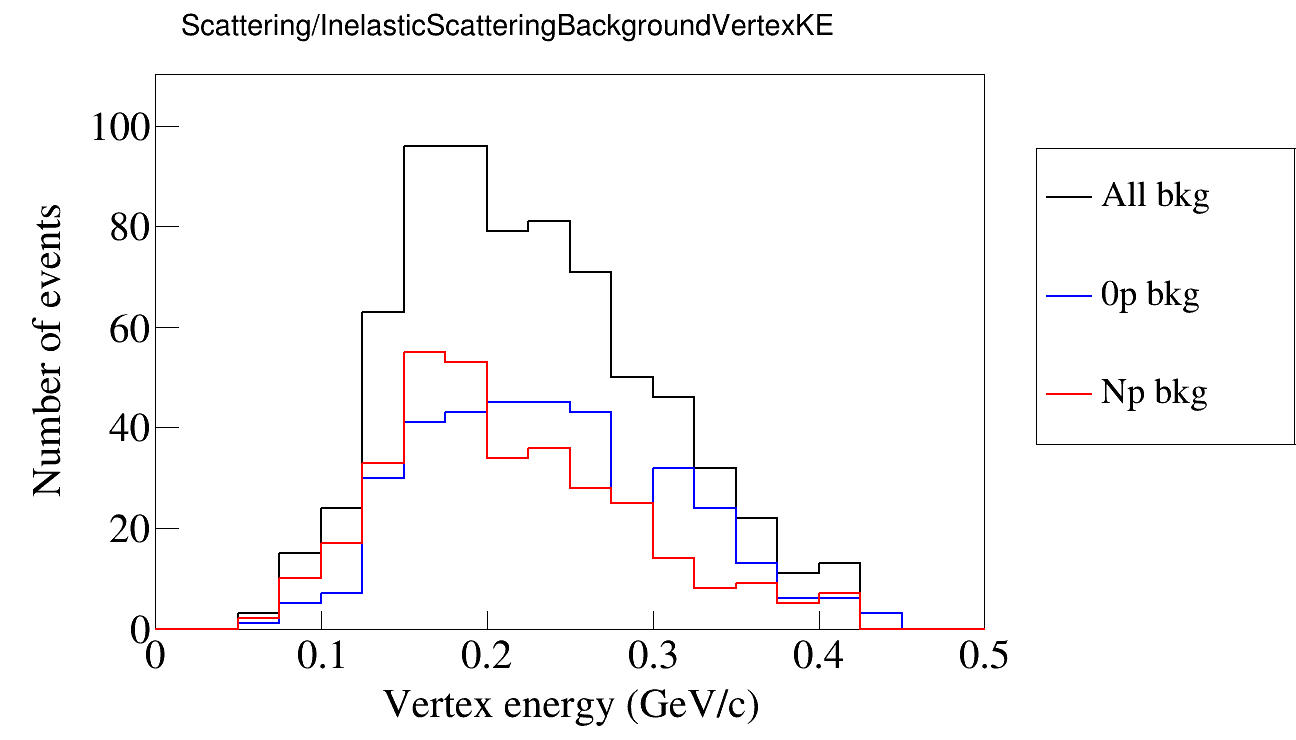 Scattering/InelasticScatteringBackgroundVertexKE
Number of events
100
80
60
40
20
0
0 0.1 0.2 0.3 0.4 0.5
Vertex energy (GeV/c)
All bkg
0p bkg
Np bkg